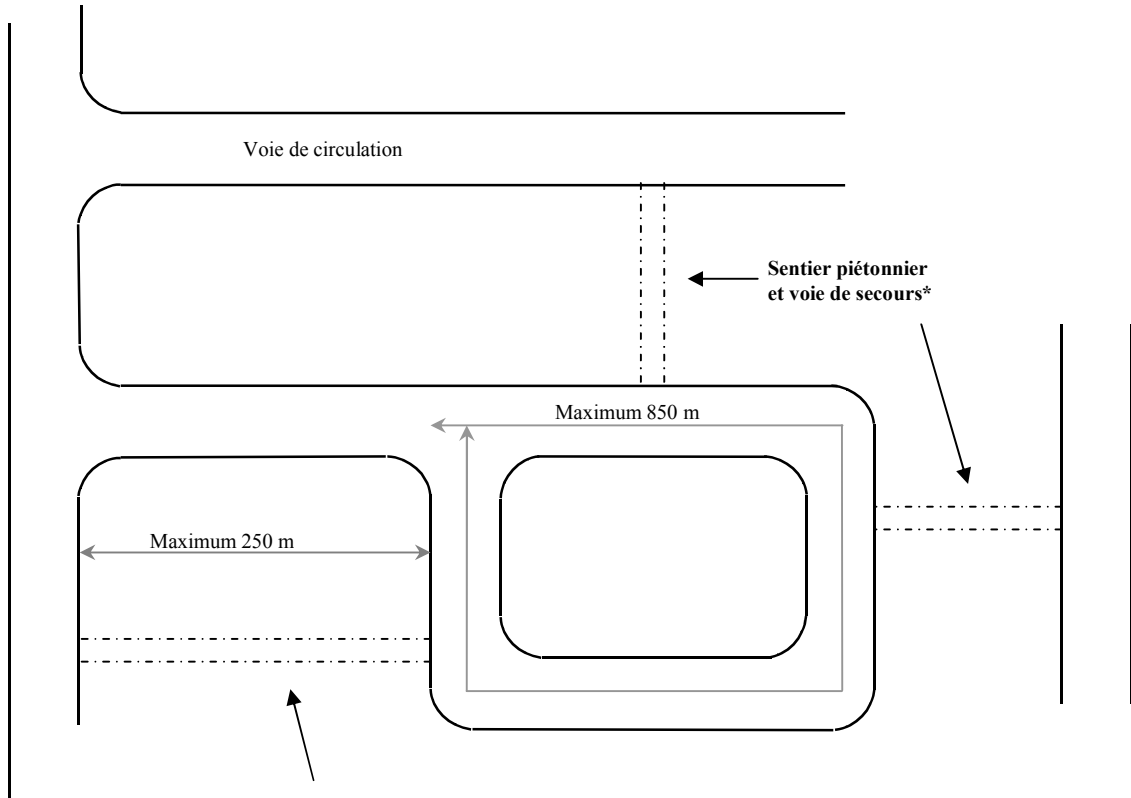 Voie de circulation
Sentier piétonnier
et voie de secours*
Maximum 850 m
Maximum 250 m